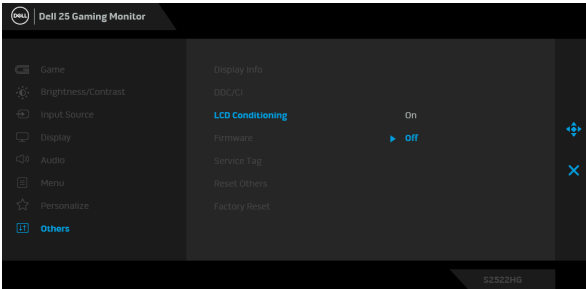 DELL Dell 25 Gaming Monitor
Game
Brightness/Contrast
Input Source
Display
Audio
Menu
Personalize
Others
Display Info
DDC/CI
LCD Conditioning On
Firmware Off
Service Tag
Reset Others
Factory Reset
S2522HG